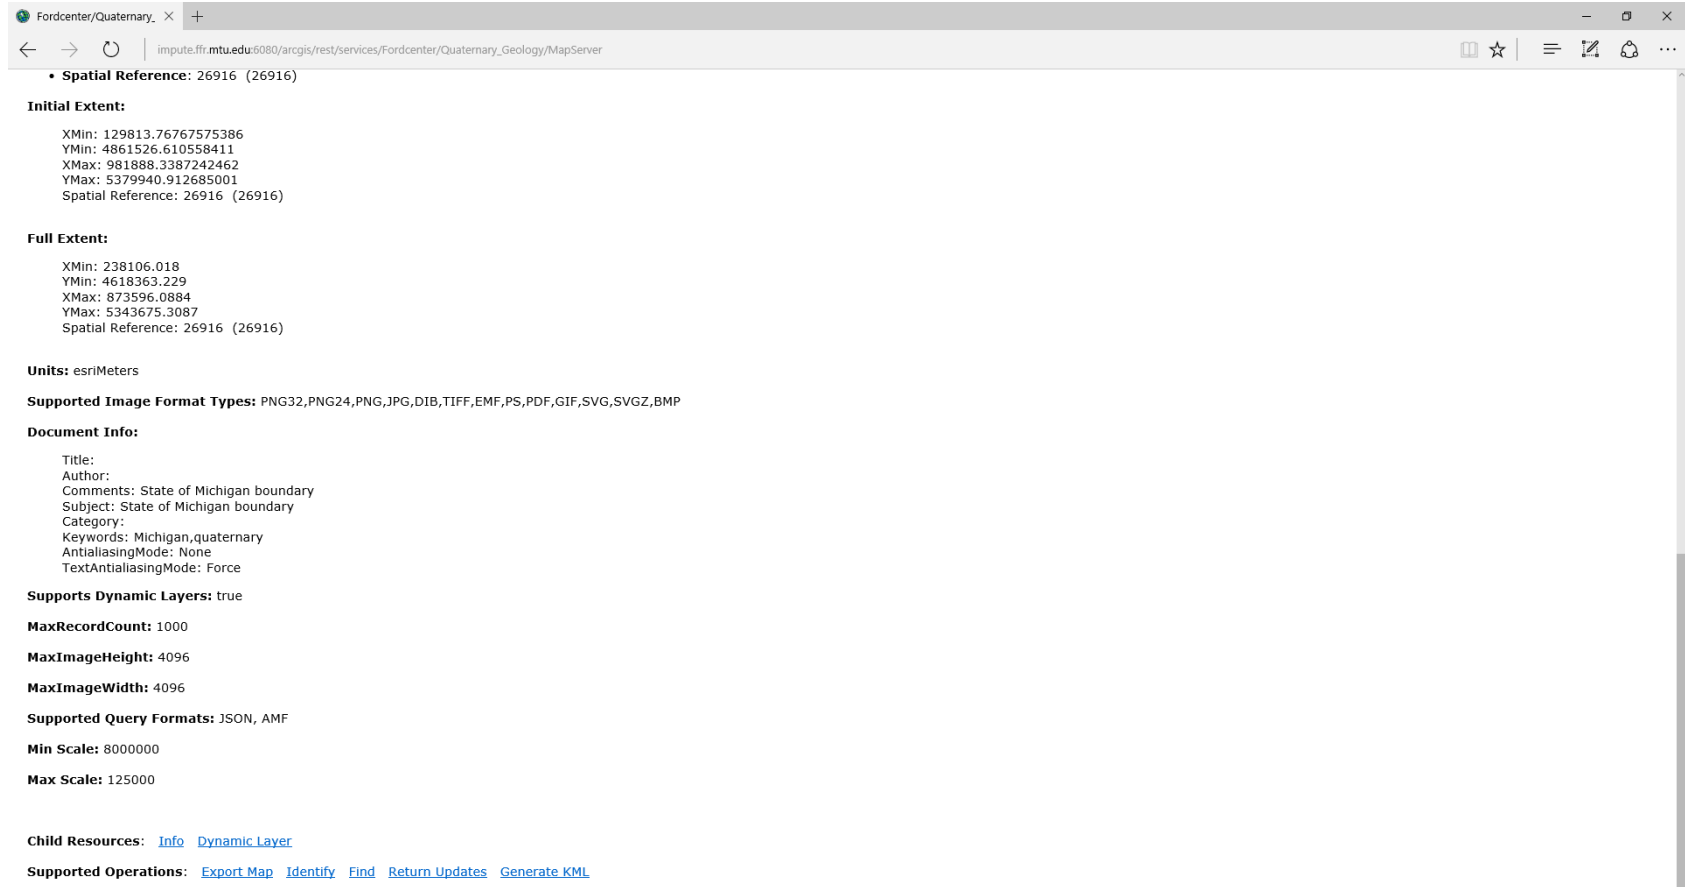 Fordcenter/Quaternary_
impute.ffr.mtu.edu:6080/arcgis/rest/services/Fordcenter/Quaternary_Geology/MapServer
• Spatial Reference: 26916 (26916)
Initial Extent:
XMin: 129813.76767575386
YMin: 4861526.610558411
XMax: 981888.3387242462
YMax: 5379940.912685001
Spatial Reference: 26916 (26916)
Full Extent:
XMin: 238106.018
YMin: 4618363.229
XMax: 873596.0884
YMax: 5343675.3087
Spatial Reference: 26916 (26916)
Units: esriMeters
Supported Image Format Types: PNG32,PNG24,PNG,JPG,DIB,TIFF,EMF,PS,PDF,GIF,SVG,SVGZ,BMP
Document Info:
Title:
Author:
Comments: State of Michigan boundary
Subject: State of Michigan boundary
Category:
Keywords: Michigan,quaternary
AntialiasingMode: None
TextAntialiasingMode: Force
Supports Dynamic Layers: true
MaxRecordCount: 1000
MaxImageHeight: 4096
MaxImageWidth: 4096
Supported Query Formats: JSON, AMF
Min Scale: 8000000
Max Scale: 125000
Child Resources: Info Dynamic Layer
Supported Operations: Export Map Identify Find Return Updates Generate KML